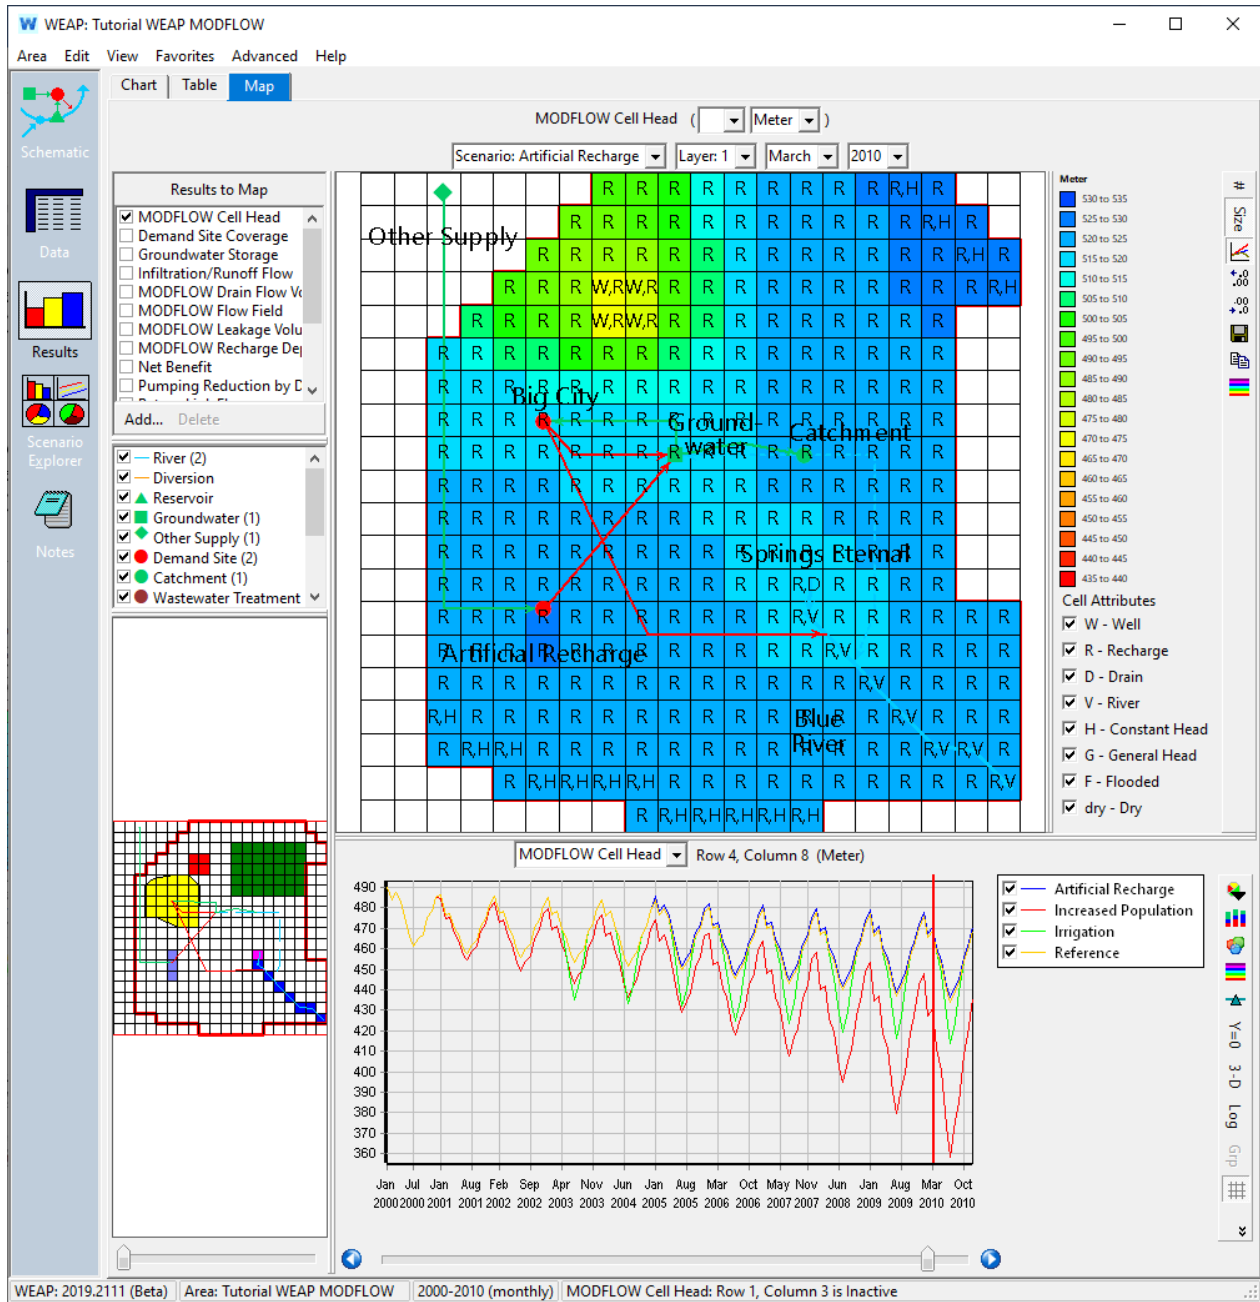 WEAP: Tutorial WEAP MODFLOW
Area Edit View Favorites Advanced Help
Chart Table Map
MODFLOW Cell Head ( Meter )
Scenario: Artificial Recharge Layer: 1 March 2010
Schematic
Data
Results
Scenario
Explorer
Notes
Results to Map
MODFLOW Cell Head
Demand Site Coverage
Groundwater Storage
Infiltration/Runoff Flow
MODFLOW Drain Flow Vo
MODFLOW Flow Field
MODFLOW Leakage Volu
MODFLOW Recharge Dep
Net Benefit
Pumping Reduction by D
Add... Delete
River (2)
Diversion
Reservoir
Groundwater (1)
Other Supply (1)
Demand Site (2)
Catchment (1)
Wastewater Treatment
Other Supply
Big City
Ground-
water
Catchment
Springs Eternal
Artificial Recharge
Blue
River
R R R R R R R R R R,H R
R R R R R R R R R R R R,H R
R R R R R R R R R R R R R R,H R
R R R W,R W,R R R R R R R R R R R R,H
R R R R W,R W,R R R R R R R R R R
R R R R R R R R R R R R R R R R
R R R R R R R R R R R R R R R R
R R R R R R R R R R R R R R R R
R R R R R R R R R R R R R R R R
R R R R R R R R R R R R R R R R
R R R R R R R R R R R R R R R R
R R R R R R R R R R R R R R R R
R R R R R R R R R R R R,D R R R R
R R R R R R R R R R R R,V R R R R R R
R R R R R R R R R R R R R,V R R R R R
R R R R R R R R R R R R R R,V R R R R
R,H R R R R R R R R R R R R R R,V R R R
R R,H R,H R R R R R R R R R R R R R,V R,V R
R R,H R,H R,H R,H R R R R R R R R R R R,V
R R,H R,H R,H R,H R,H
Meter
530 to 535
525 to 530
520 to 525
515 to 520
510 to 515
505 to 510
500 to 505
495 to 500
490 to 495
485 to 490
480 to 485
475 to 480
470 to 475
465 to 470
460 to 465
455 to 460
450 to 455
445 to 450
440 to 445
435 to 440
Cell Attributes
W - Well
R - Recharge
D - Drain
V - River
H - Constant Head
G - General Head
F - Flooded
dry - Dry
#
Size
MODFLOW Cell Head Row 4, Column 8 (Meter)
490
480
470
460
450
440
430
420
410
400
390
380
370
360
Jan Jul Jan Aug Feb Sep Apr Nov Jun Jan Aug Mar Oct May Nov Jun Jan Aug Mar Oct
2000 2000 2001 2001 2002 2002 2003 2003 2004 2005 2005 2006 2006 2007 2007 2008 2009 2009 2010 2010
Artificial Recharge
Increased Population
Irrigation
Reference
Y=0
3-D
Log
Grp
WEAP: 2019.2111 (Beta) Area: Tutorial WEAP MODFLOW 2000-2010 (monthly) MODFLOW Cell Head: Row 1, Column 3 is Inactive